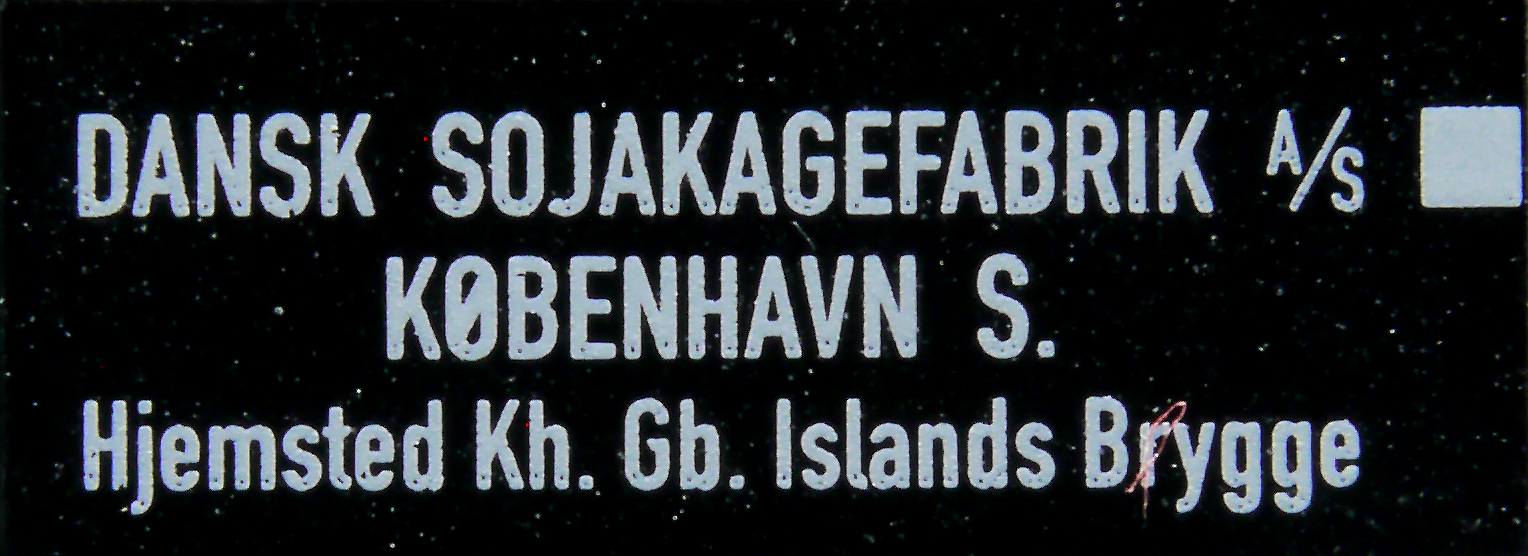 DANSK SOJAKAGEFABRIK A/S
KØBENHAVN S.
Hjemsted Kh. Gb. Islands Brygge